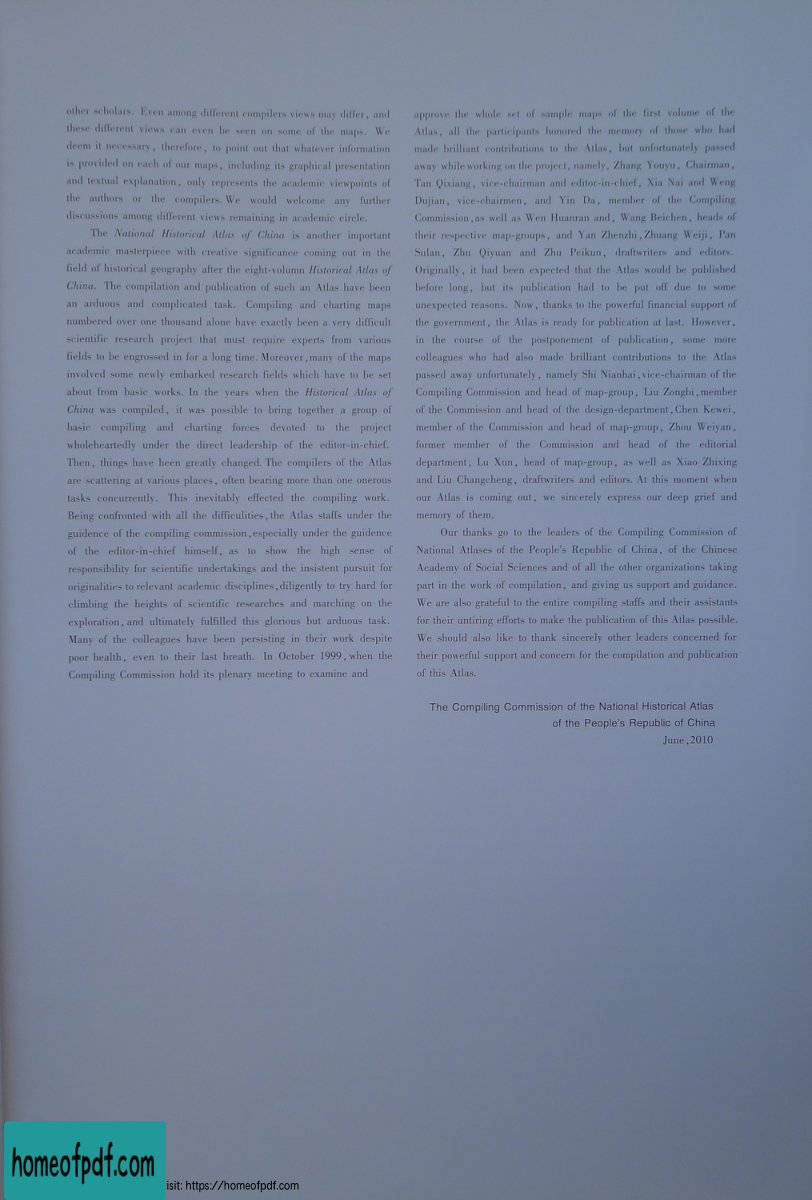 other scholars. Even among different compilers views may differ, and
these different views can even be seen on some of the maps. We
deem it necessary, therefore, to point out that whatever information
is provided on each of our maps, including its graphical presentation
and textual explanation, only represents the academic viewpoints of
the authors or the compilers. We would welcome any further
discussions among different views remaining in academic circle.
The National Historical Atlas of China is another important
academic masterpiece with creative significance coming out in the
field of historical geography after the eight-volumn Historical Atlas of
China. The compilation and publication of such an Atlas have been
an arduous and complicated task. Compiling and charting maps
numbered over one thousand alone have exactly been a very difficult
scientific research project that must require experts from various
fields to be engrossed in for a long time. Moreover, many of the maps
involved some newly embarked research fields which have to be set
about from basic works. In the years when the Historical Atlas of
China was compiled, it was possible to bring together a group of
basic compiling and charting forces devoted to the project
wholeheartedly under the direct leadership of the editor-in-chief.
Then, things have been greatly changed. The compilers of the Atlas
are scattering at various places, often bearing more than one onerous
tasks concurrently. This inevitably effected the compiling work.
Being confronted with all the difficulities, the Atlas staffs under the
guidence of the compiling commission, especially under the guidence
of the editor-in-chief himself, as to show the high sense of
responsibility for scientific undertakings and the insistent pursuit for
originalities to relevant academic disciplines, diligently to try hard for
climbing the heights of scientific researches and marching on the
exploration, and ultimately fulfilled this glorious but arduous task.
Many of the colleagues have been persisting in their work despite
poor health, even to their last breath. In October 1999, when the
Compiling Commission hold its plenary meeting to examine and
approve the whole set of sample maps of the first volume of the
Atlas, all the participants honored the memory of those who had
made brilliant contributions to the Atlas, but unfortunately passed
away while working on the project, namely, Zhang Youyu, Chairman,
Tan Qixiang, vice-chairman and editor-in-chief, Xia Nai and Weng
Dujian, vice-chairmen, and Yin Da, member of the Compiling
Commission, as well as Wen Huanran and, Wang Beichen, heads of
their respective map-groups, and Yan Zhenzhi, Zhuang Weiji, Pan
Sulan, Zhu Qiyuan and Zhu Peikun, draftwriters and editors.
Originally, it had been expected that the Atlas would be published
before long, but its publication had to be put off due to some
unexpected reasons. Now, thanks to the powerful financial support of
the government, the Atlas is ready for publication at last. However,
in the course of the postponement of publication, some more
colleagues who had also made brilliant contributions to the Atlas
passed away unfortunately, namely Shi Nianhai, vice-chairman of the
Compiling Commission and head of map-group, Liu Zongbi, member
of the Commission and head of the design-department, Chen Kewei,
member of the Commission and head of map-group, Zhou Weiyan,
former member of the Commission and head of the editorial
department, Lu Xun, head of map-group, as well as Xiao Zhixing
and Liu Changcheng, draftwriters and editors. At this moment when
our Atlas is coming out, we sincerely express our deep grief and
memory of them.
Our thanks go to the leaders of the Compiling Commission of
National Atlases of the People's Republic of China, of the Chinese
Academy of Social Sciences and of all the other organizations taking
part in the work of compilation, and giving us support and guidance.
We are also grateful to the entire compiling staffs and their assistants
for their untiring efforts to make the publication of this Atlas possible.
We should also like to thank sincerely other leaders concerned for
their powerful support and concern for the compilation and publication
of this Atlas.
The Compiling Commission of the National Historical Atlas
of the People's Republic of China
June, 2010
homeofpdf.com
isit: https://homeofpdf.com